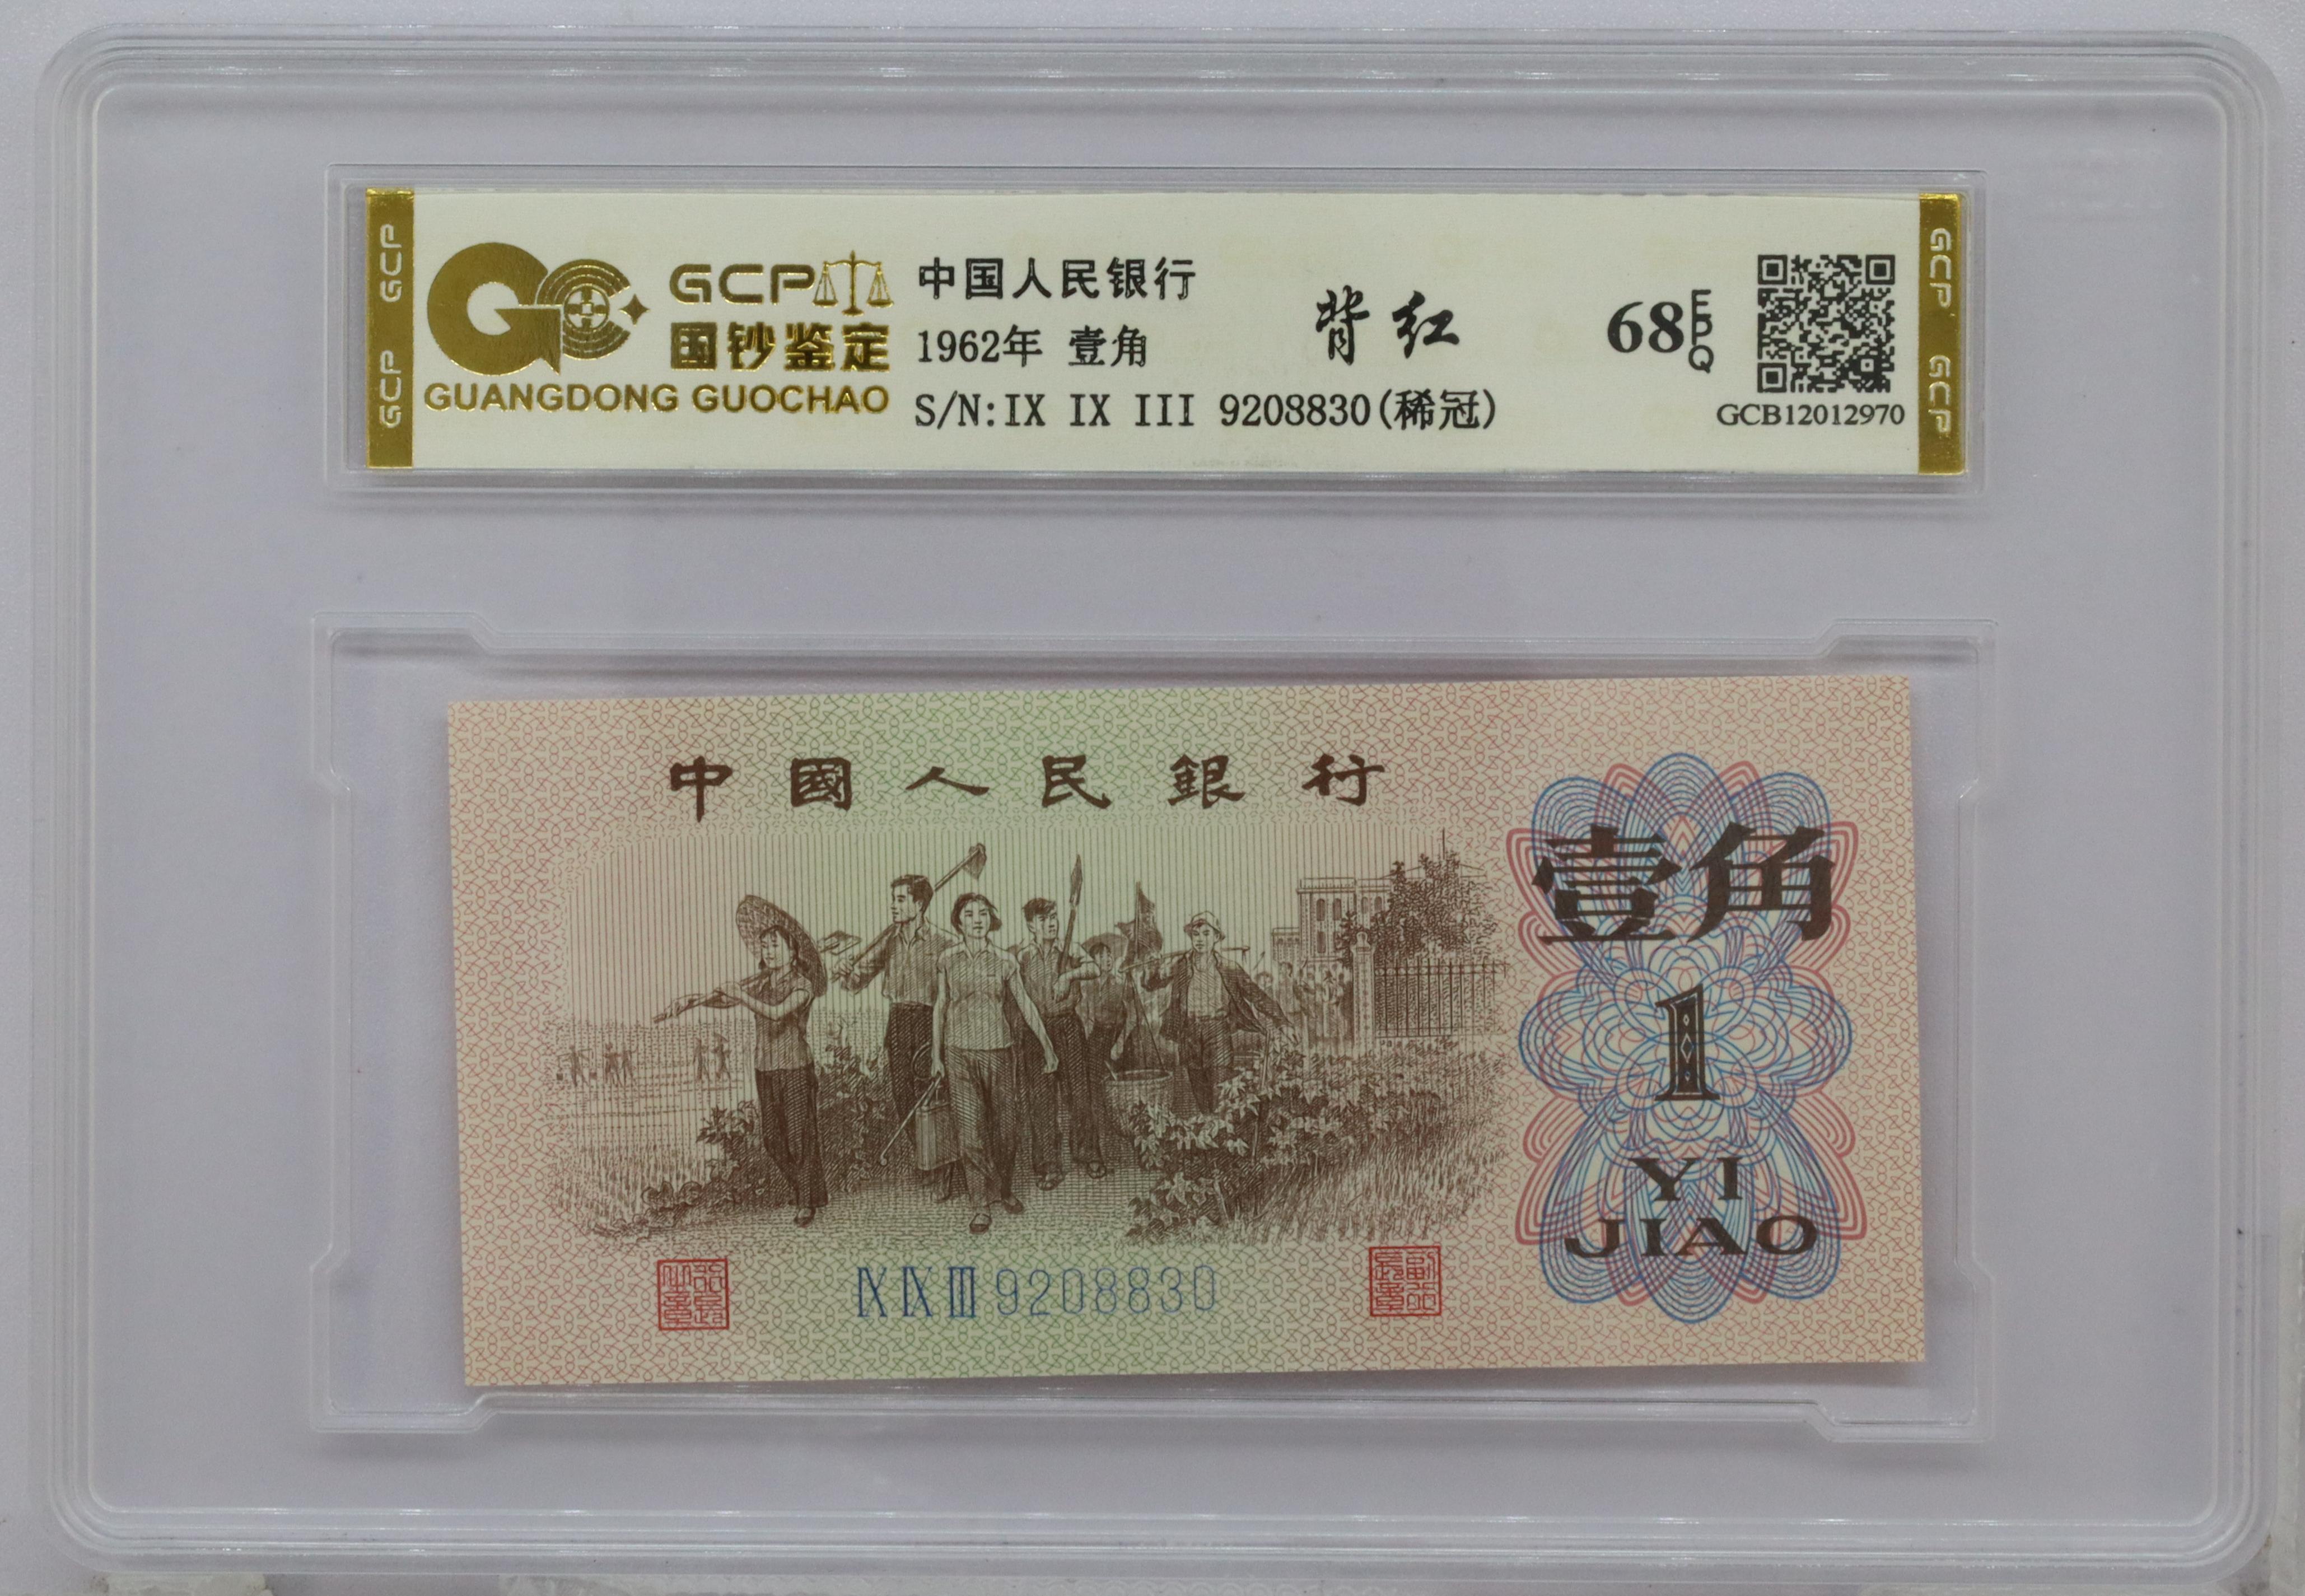 GCP
国钞鉴定
GUANGDONG GUOCHAO
中国人民银行
1962年 壹角
S/N:IX IX III 9208830(稀冠)
背红
68 EPQ
GCB12012970
GCP GCP
GCP GCP
中國人民銀行
壹角
1
YI
JIAO
IX IX III 9208830